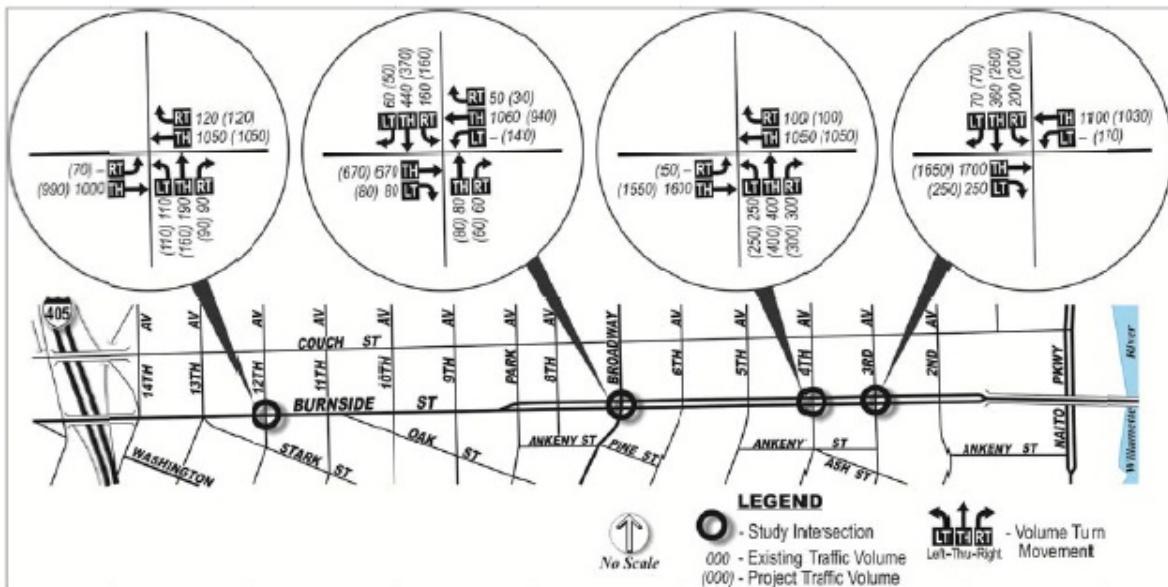 RT 120 (120)
TH 1050 (1050)
(70) – RT
(990) 1000 TH
LT TH RT
(110) 110
(160) 190
(90) 90
60 (50)
440 (370)
160 (160)
LT TH RT
RT 50 (30)
TH 1060 (940)
LT – (140)
(670) 670 TH
(80) 80 LT
TH RT
(80) 80
(60) 60
RT 100 (100)
TH 1050 (1050)
(50) – RT
(1550) 1600 TH
LT TH RT
(250) 250
(400) 400
(300) 300
70 (70)
360 (260)
200 (200)
LT TH RT
TH 1100 (1030)
LT – (110)
(1650) 1700 TH
(250) 250 LT
405
14TH AV
13TH AV
12TH AV
11TH AV
10TH AV
9TH AV
PARK AV
8TH AV
BROADWAY
6TH AV
5TH AV
4TH AV
3RD AV
2ND AV
NAITO PKWY
Willamette River
COUCH ST
BURNSIDE ST
WASHINGTON
STARK ST
OAK ST
ANKENY ST
PINE ST
ANKENY ST
ASH ST
ANKENY ST
No Scale
LEGEND
- Study Intersection
000 - Existing Traffic Volume
(000) - Project Traffic Volume
LT TH RT
Left-Thru-Right
- Volume Turn
Movement